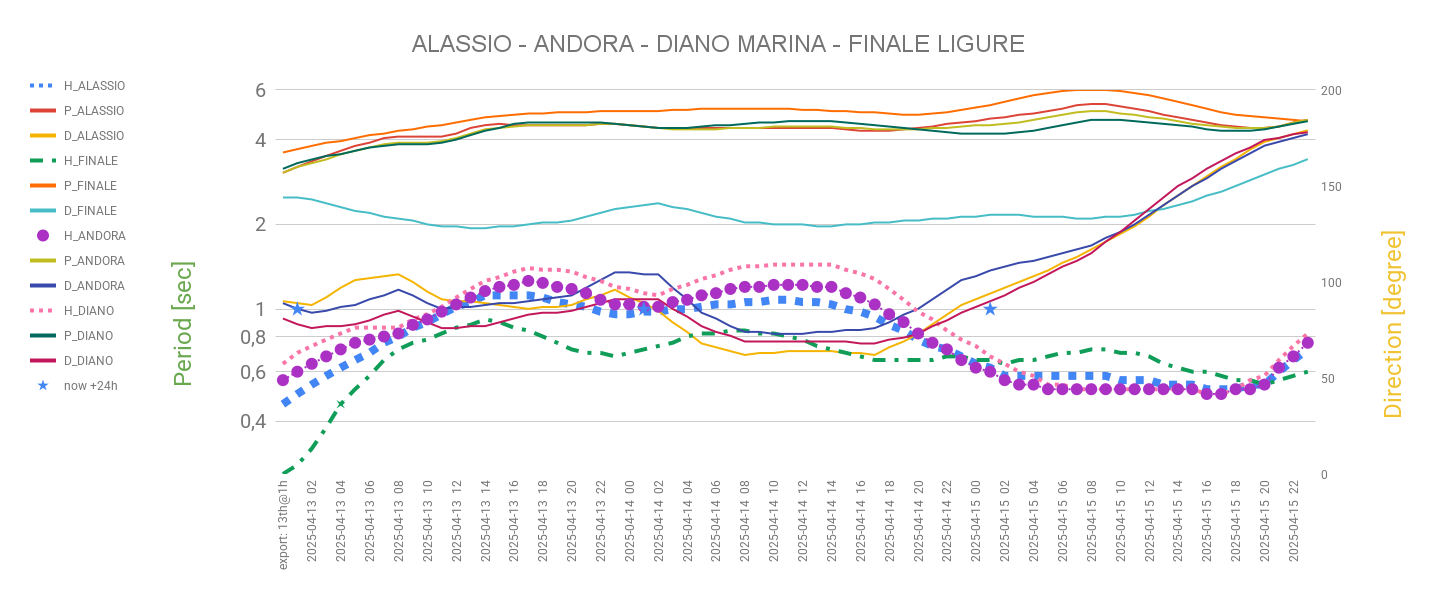 ALASSIO - ANDORA - DIANO MARINA - FINALE LIGURE
H_ALASSIO
P_ALASSIO
D_ALASSIO
H_FINALE
P_FINALE
D_FINALE
H_ANDORA
P_ANDORA
D_ANDORA
H_DIANO
P_DIANO
D_DIANO
now +24h
Period [sec]
6
4
2
1
0,8
0,6
0,4
200
150
100
50
0
Direction [degree]
export: 13th@1h
2025-04-13 02
2025-04-13 04
2025-04-13 06
2025-04-13 08
2025-04-13 10
2025-04-13 12
2025-04-13 14
2025-04-13 16
2025-04-13 18
2025-04-13 20
2025-04-13 22
2025-04-14 00
2025-04-14 02
2025-04-14 04
2025-04-14 06
2025-04-14 08
2025-04-14 10
2025-04-14 12
2025-04-14 14
2025-04-14 16
2025-04-14 18
2025-04-14 20
2025-04-14 22
2025-04-15 00
2025-04-15 02
2025-04-15 04
2025-04-15 06
2025-04-15 08
2025-04-15 10
2025-04-15 12
2025-04-15 14
2025-04-15 16
2025-04-15 18
2025-04-15 20
2025-04-15 22